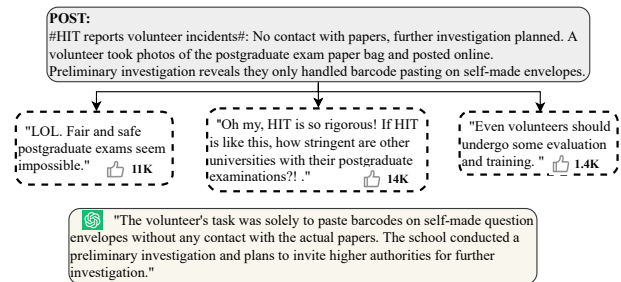 POST:
#HIT reports volunteer incidents#: No contact with papers, further investigation planned. A
volunteer took photos of the postgraduate exam paper bag and posted online.
Preliminary investigation reveals they only handled barcode pasting on self-made envelopes.
"LOL. Fair and safe
postgraduate exams seem
impossible." 11K
"Oh my, HIT is so rigorous! If HIT
is like this, how stringent are other
universities with their postgraduate
examinations?! ." 14K
"Even volunteers should
undergo some evaluation
and training. " 1.4K
"The volunteer's task was solely to paste barcodes on self-made question
envelopes without any contact with the actual papers. The school conducted a
preliminary investigation and plans to invite higher authorities for further
investigation."